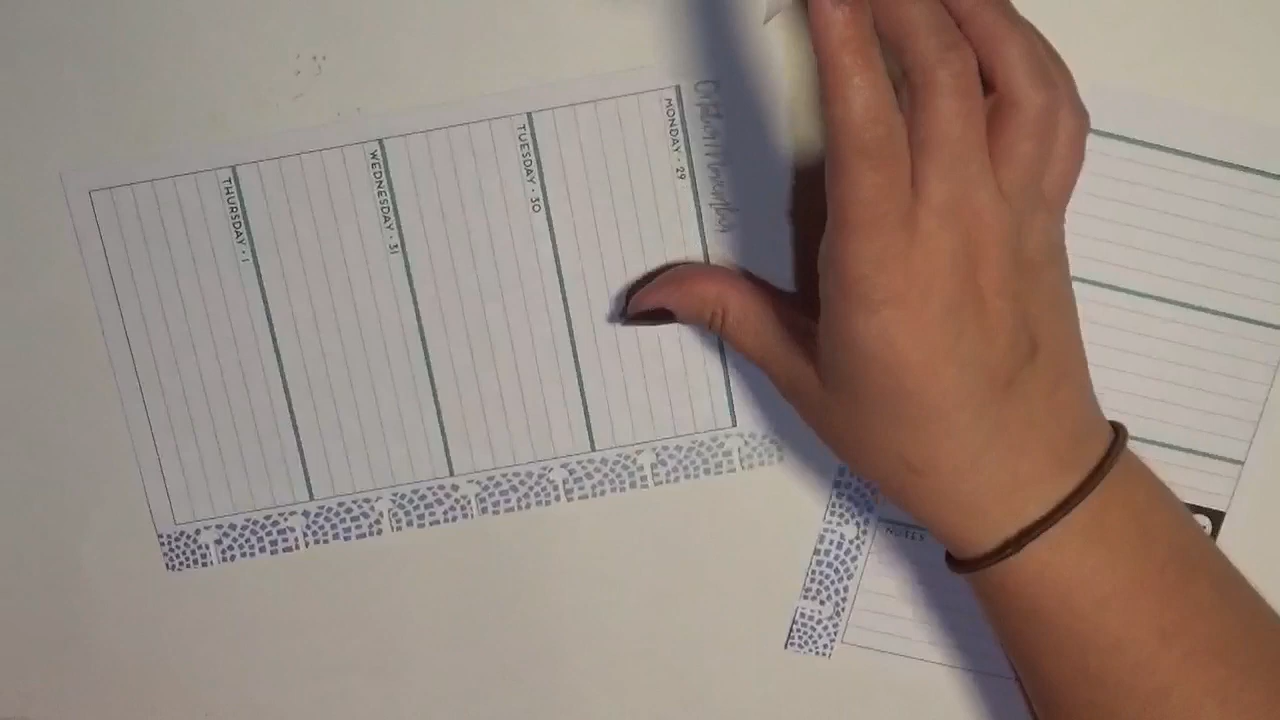 MONDAY • 29
TUESDAY • 30
WEDNESDAY • 31
THURSDAY • 1
NOTES